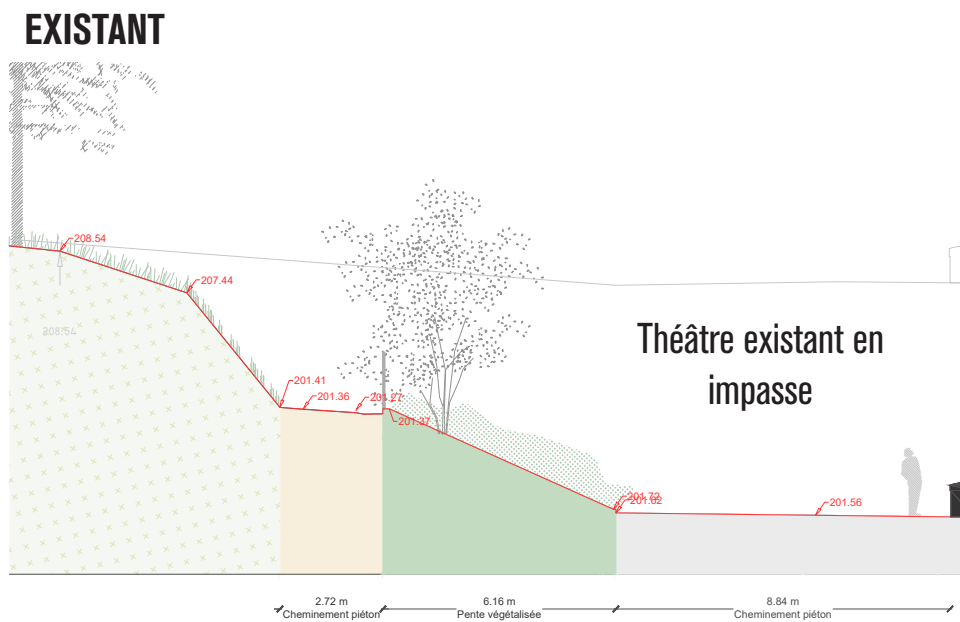 EXISTANT
208.54
207.44
208.54
Théâtre existant en
impasse
201.41
201.36
201.27
201.37
201.72
201.62
201.56
2.72 m
6.16 m
8.84 m
Cheminement piéton
Pente végétalisée
Cheminement piéton